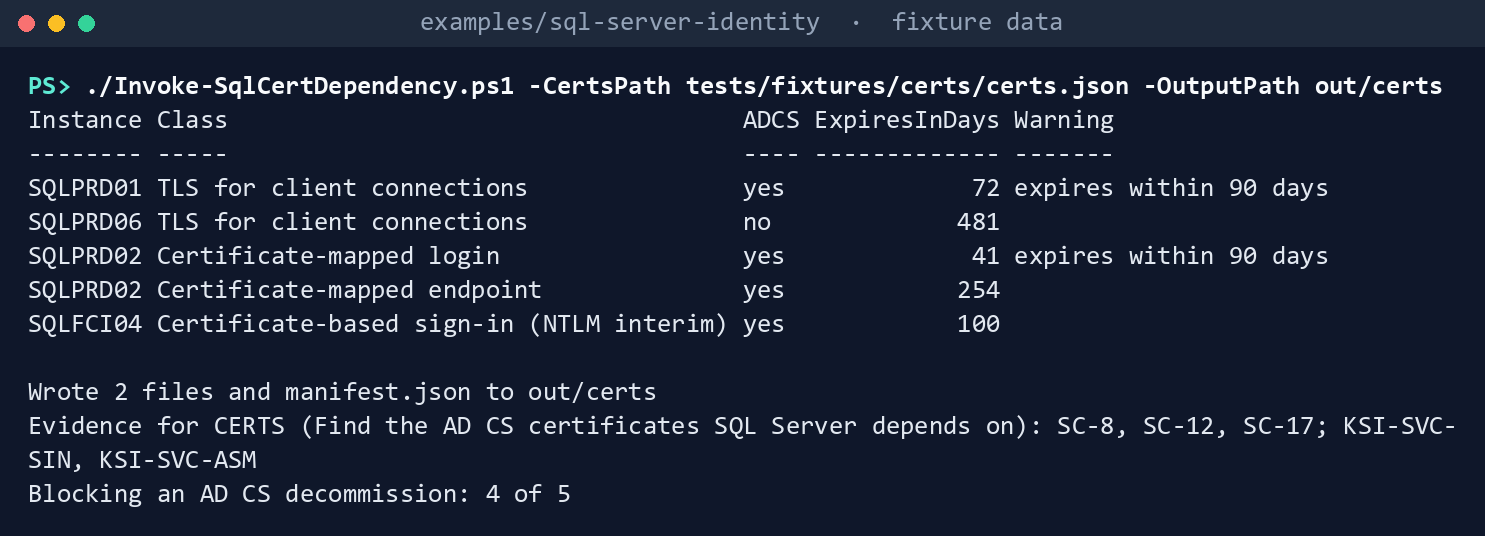 examples/sql-server-identity · fixture data
PS> ./Invoke-SqlCertDependency.ps1 -CertsPath tests/fixtures/certs/certs.json -OutputPath out/certs
Instance Class                                    ADCS ExpiresInDays Warning
-------- -----                                    ---- ------------- -------
SQLPRD01 TLS for client connections               yes             72 expires within 90 days
SQLPRD06 TLS for client connections               no             481
SQLPRD02 Certificate-mapped login                 yes             41 expires within 90 days
SQLPRD02 Certificate-mapped endpoint              yes            254
SQLFCI04 Certificate-based sign-in (NTLM interim) yes            100
Wrote 2 files and manifest.json to out/certs
Evidence for CERTS (Find the AD CS certificates SQL Server depends on): SC-8, SC-12, SC-17; KSI-SVC-
SIN, KSI-SVC-ASM
Blocking an AD CS decommission: 4 of 5